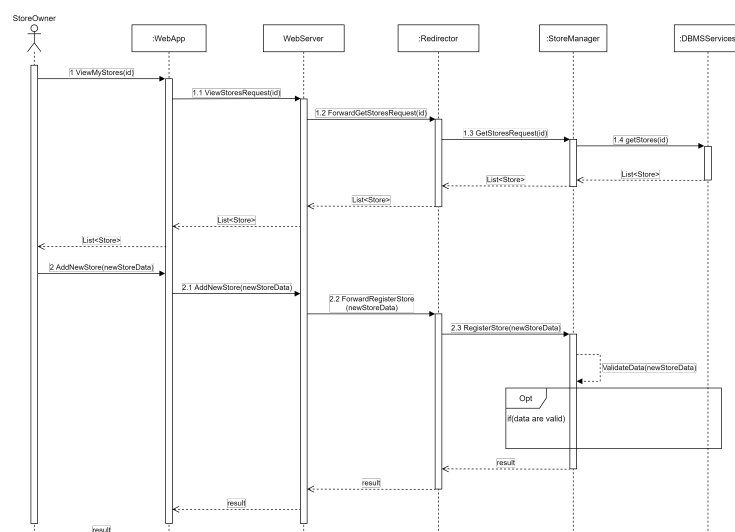 StoreOwner
:WebApp
WebServer
:Redirector
:StoreManager
:DBMSServices
1 ViewMyStores(id)
1.1 ViewStoresRequest(id)
1.2 ForwardGetStoresRequest(id)
1.3 GetStoresRequest(id)
1.4 getStores(id)
List<Store>
List<Store>
List<Store>
List<Store>
List<Store>
2 AddNewStore(newStoreData)
2.1 AddNewStore(newStoreData)
2.2 ForwardRegisterStore
(newStoreData)
2.3 RegisterStore(newStoreData)
ValidateData(newStoreData)
Opt
if(data are valid)
result
result
result
result